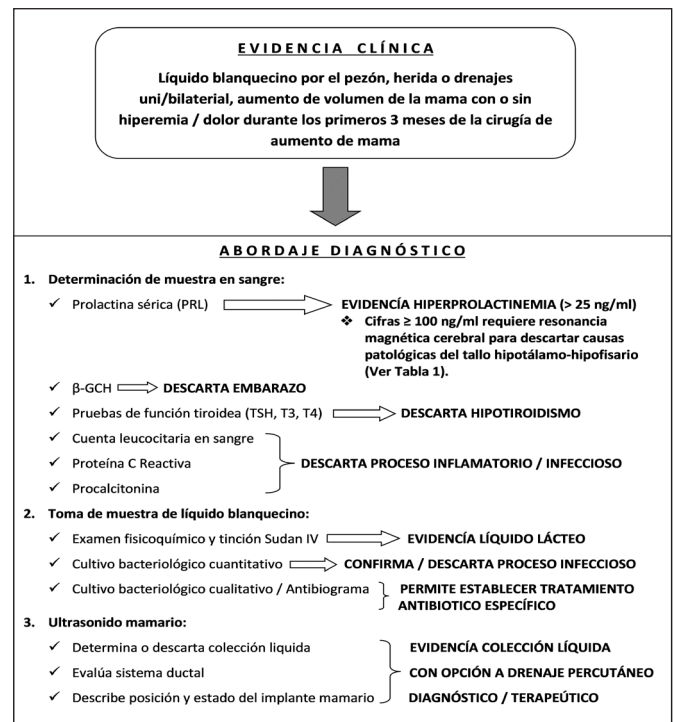 EVIDENCIA CLÍNICA
Líquido blanquecino por el pezón, herida o drenajes
uni/bilaterial, aumento de volumen de la mama con o sin
hiperemia / dolor durante los primeros 3 meses de la cirugía de
aumento de mama
ABORDAJE DIAGNÓSTICO
1. Determinación de muestra en sangre:
✓ Prolactina sérica (PRL) EVIDENCÍA HIPERPROLACTINEMIA (> 25 ng/ml)
❖ Cifras ≥ 100 ng/ml requiere resonancia
magnética cerebral para descartar causas
patológicas del tallo hipotálamo-hipofisario
(Ver Tabla 1).
✓ β-GCH DESCARTA EMBARAZO
✓ Pruebas de función tiroidea (TSH, T3, T4) DESCARTA HIPOTIROIDISMO
✓ Cuenta leucocitaria en sangre
✓ Proteína C Reactiva DESCARTA PROCESO INFLAMATORIO / INFECCIOSO
✓ Procalcitonina
2. Toma de muestra de líquido blanquecino:
✓ Examen fisicoquímico y tinción Sudan IV EVIDENCÍA LÍQUIDO LÁCTEO
✓ Cultivo bacteriológico cuantitativo CONFIRMA / DESCARTA PROCESO INFECCIOSO
✓ Cultivo bacteriológico cualitativo / Antibiograma PERMITE ESTABLECER TRATAMIENTO
ANTIBIOTICO ESPECÍFICO
3. Ultrasonido mamario:
✓ Determina o descarta colección liquida EVIDENCÍA COLECCIÓN LÍQUIDA
✓ Evalúa sistema ductal CON OPCIÓN A DRENAJE PERCUTÁNEO
✓ Describe posición y estado del implante mamario DIAGNÓSTICO / TERAPEÚTICO